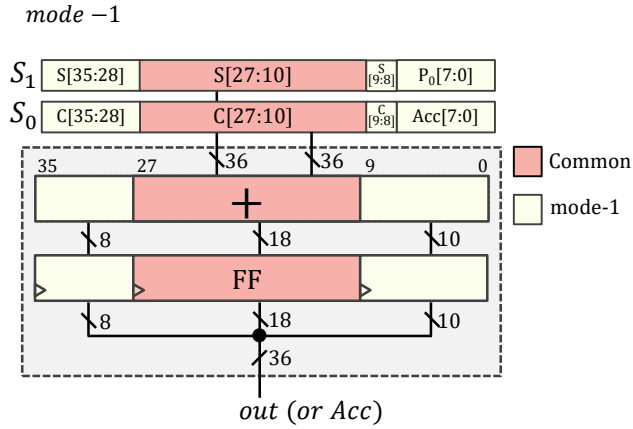 mode −1
S1 S[35:28] S[27:10] S [9:8] P0[7:0]
S0 C[35:28] C[27:10] C [9:8] Acc[7:0]
36 36
35 27 9 0
Common
+
mode-1
8 18 10
FF
8 18 10
36
out (or Acc)